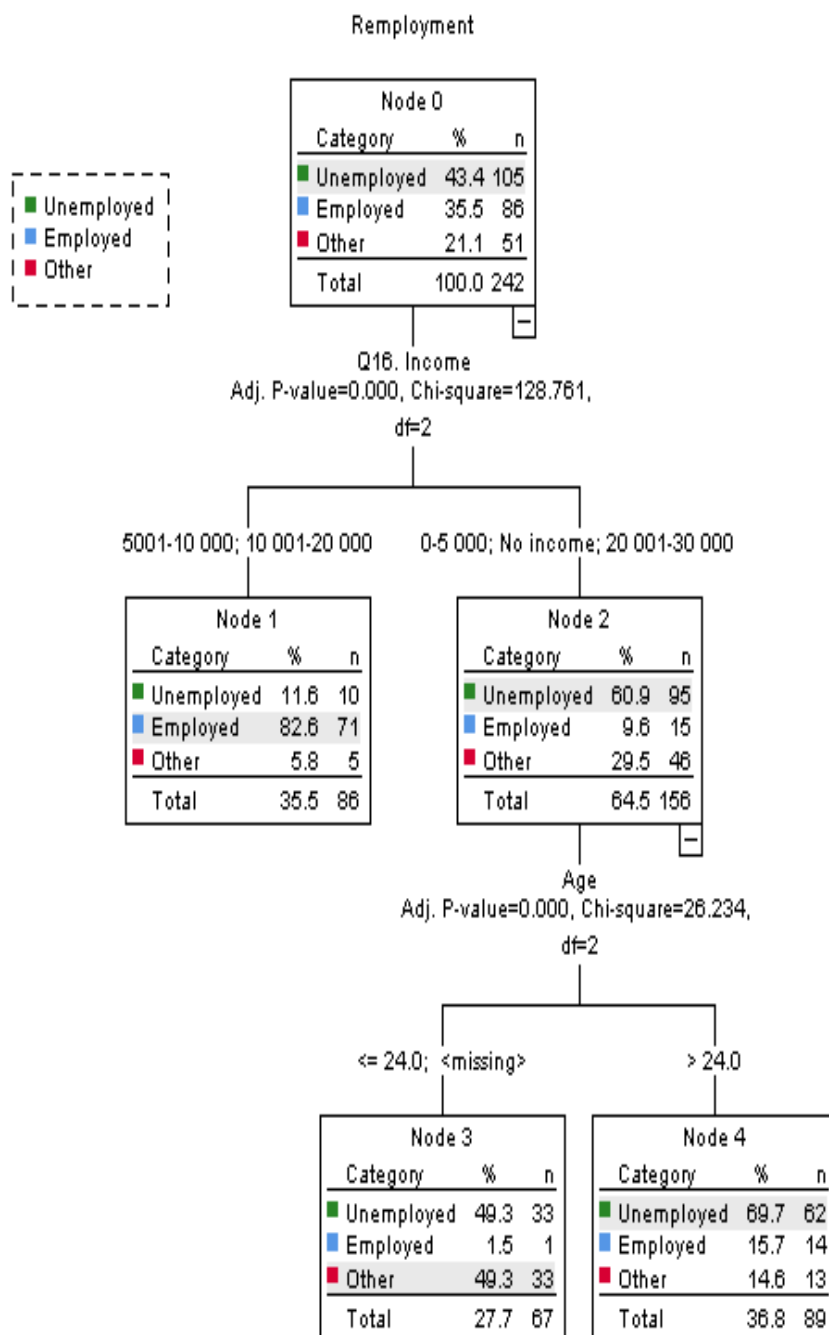 Remployment
Node 0
Category % n
Unemployed 43.4 105
Employed 35.5 86
Other 21.1 51
Total 100.0 242
Unemployed
Employed
Other
Q16. Income
Adj. P-value=0.000, Chi-square=128.761,
df=2
5001-10 000; 10 001-20 000
0-5 000; No income; 20 001-30 000
Node 1
Category % n
Unemployed 11.6 10
Employed 82.6 71
Other 5.8 5
Total 35.5 86
Node 2
Category % n
Unemployed 60.9 95
Employed 9.6 15
Other 29.5 46
Total 64.5 156
Age
Adj. P-value=0.000, Chi-square=26.234,
df=2
<= 24.0; <missing>
> 24.0
Node 3
Category % n
Unemployed 49.3 33
Employed 1.5 1
Other 49.3 33
Total 27.7 67
Node 4
Category % n
Unemployed 69.7 62
Employed 15.7 14
Other 14.6 13
Total 36.8 89